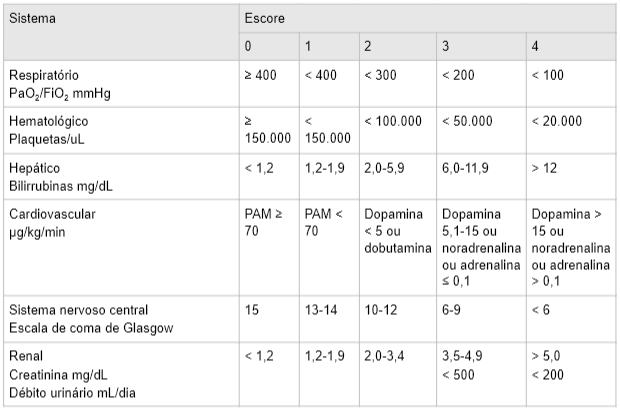 Sistema
Escore
0
1
2
3
4
Respiratório
PaO₂/FiO₂ mmHg
≥ 400
< 400
< 300
< 200
< 100
Hematológico
Plaquetas/uL
≥
150.000
<
150.000
< 100.000
< 50.000
< 20.000
Hepático
Bilirrubinas mg/dL
< 1,2
1,2-1,9
2,0-5,9
6,0-11,9
> 12
Cardiovascular
µg/kg/min
PAM ≥
70
PAM <
70
Dopamina
< 5 ou
dobutamina
Dopamina
5,1-15 ou
noradrenalina
ou adrenalina
≤ 0,1
Dopamina >
15 ou
noradrenalina
ou adrenalina
> 0,1
Sistema nervoso central
Escala de coma de Glasgow
15
13-14
10-12
6-9
< 6
Renal
Creatinina mg/dL
Débito urinário mL/dia
< 1,2
1,2-1,9
2,0-3,4
3,5-4,9
< 500
> 5,0
< 200